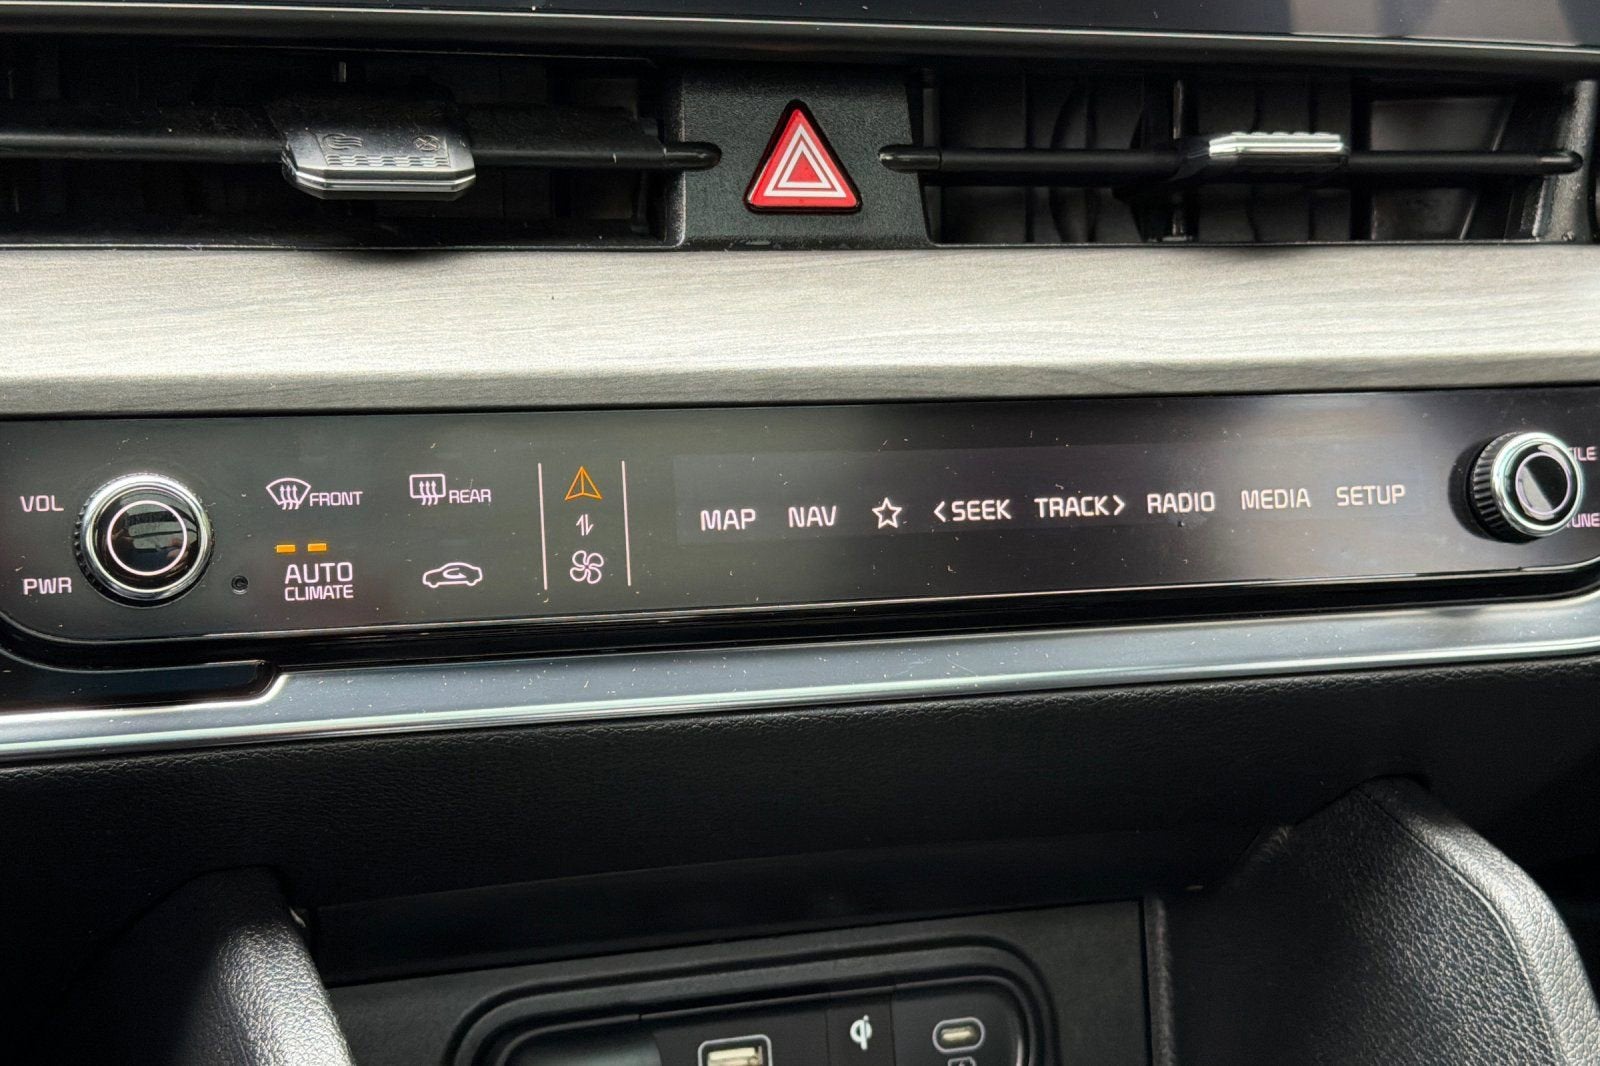 VOL
PWR
FRONT
REAR
AUTO
CLIMATE
MAP
NAV
<SEEK
TRACK>
RADIO
MEDIA
SETUP